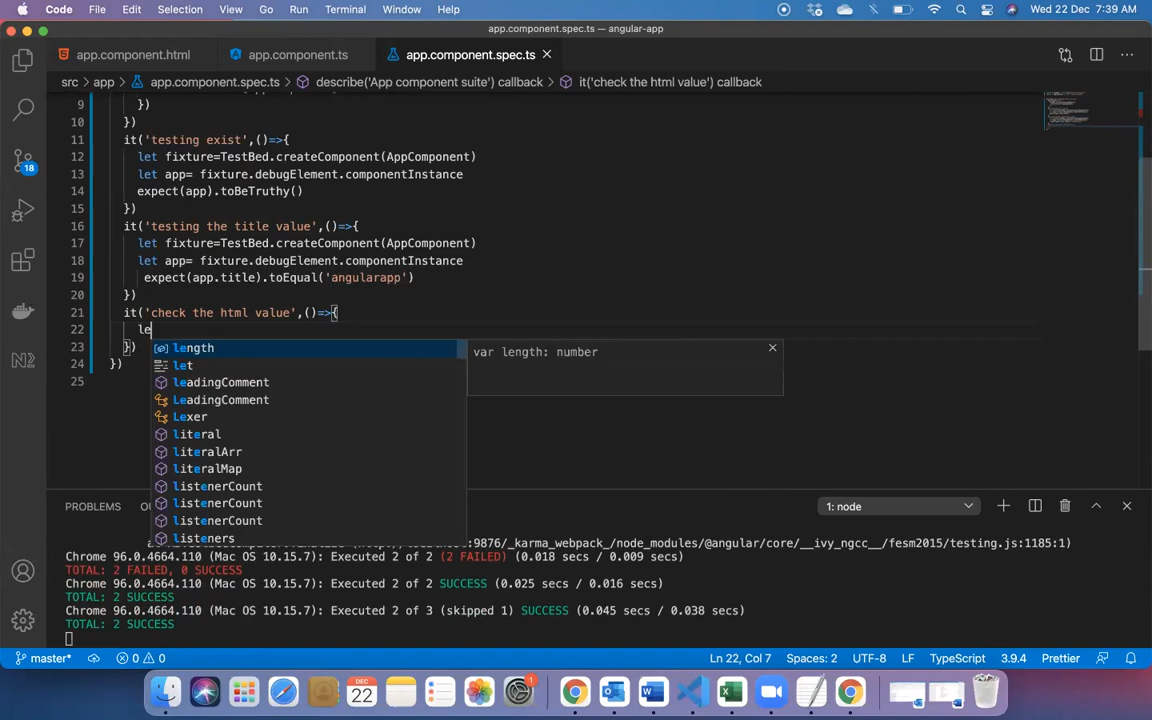 Code File Edit Selection View Go Run Terminal Window Help Wed 22 Dec 7:39 AM
app.component.spec.ts — angular-app
app.component.html app.component.ts app.component.spec.ts
src > app > app.component.spec.ts > describe('App component suite') callback > it('check the html value') callback
9 })
10 })
11 it('testing exist',()=>{
12 let fixture=TestBed.createComponent(AppComponent)
13 let app= fixture.debugElement.componentInstance
14 expect(app).toBeTruthy()
15 })
16 it('testing the title value',()=>{
17 let fixture=TestBed.createComponent(AppComponent)
18 let app= fixture.debugElement.componentInstance
19 expect(app.title).toEqual('angularapp')
20 })
21 it('check the html value',()=>{
22 le
23 })
24 })
25
length var length: number
let
leadingComment
LeadingComment
Lexer
literal
literalArr
literalMap
listenerCount
listenerCount
listenerCount
listeners
18
PROBLEMS OU 1: node
9876/_karma_webpack_/node_modules/@angular/core/__ivy_ngcc__/fesm2015/testing.js:1185:1)
Chrome 96.0.4664.110 (Mac OS 10.15.7): Executed 2 of 2 (2 FAILED) (0.018 secs / 0.009 secs)
TOTAL: 2 FAILED, 0 SUCCESS
Chrome 96.0.4664.110 (Mac OS 10.15.7): Executed 2 of 2 SUCCESS (0.025 secs / 0.016 secs)
TOTAL: 2 SUCCESS
Chrome 96.0.4664.110 (Mac OS 10.15.7): Executed 2 of 3 (skipped 1) SUCCESS (0.045 secs / 0.038 secs)
TOTAL: 2 SUCCESS
master* 0 0 Ln 22, Col 7 Spaces: 2 UTF-8 LF TypeScript 3.9.4 Prettier
DEC
22
1